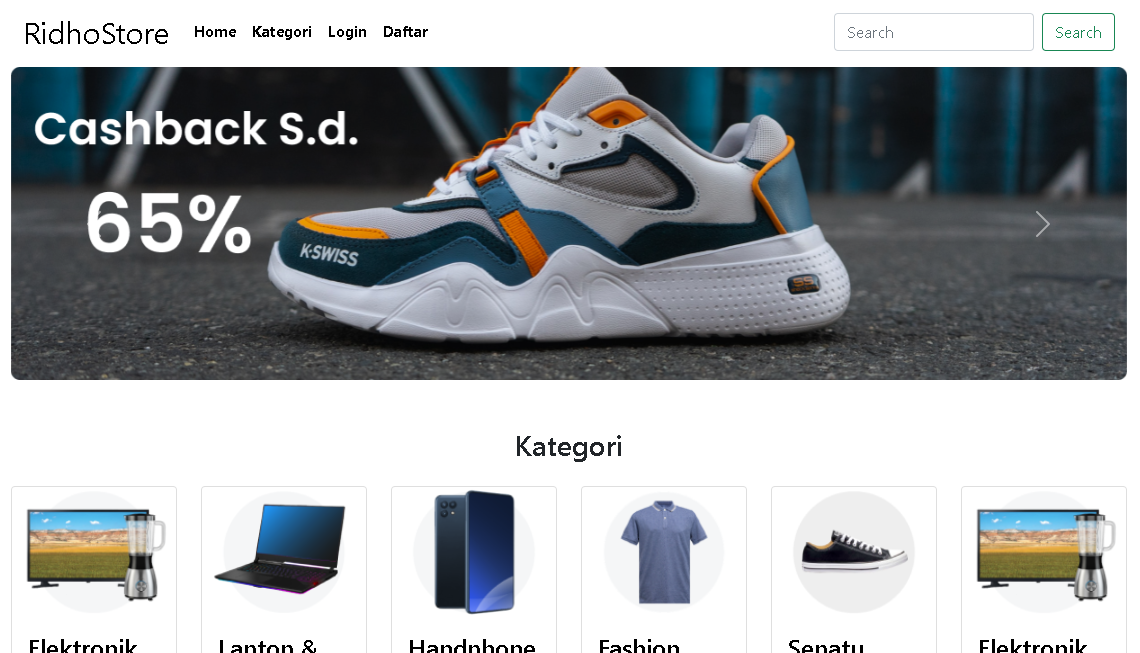 RidhoStore Home Kategori Login Daftar Search Search
Cashback S.d.
65%
K·SWISS
Kategori
Elektronik Laptop & Handphone Fashion Sepatu Elektronik